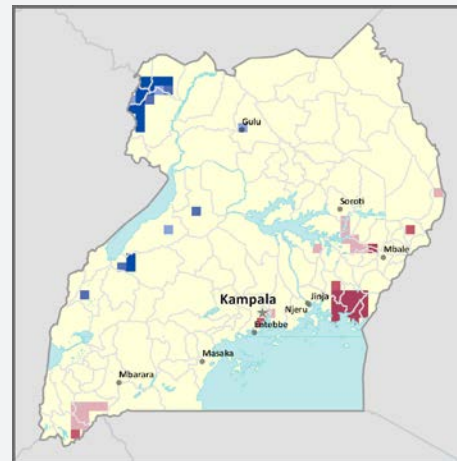 Gulu
Soroti
Mbale
Kampala
Jinja
Njeru
Entebbe
Masaka
Mbarara